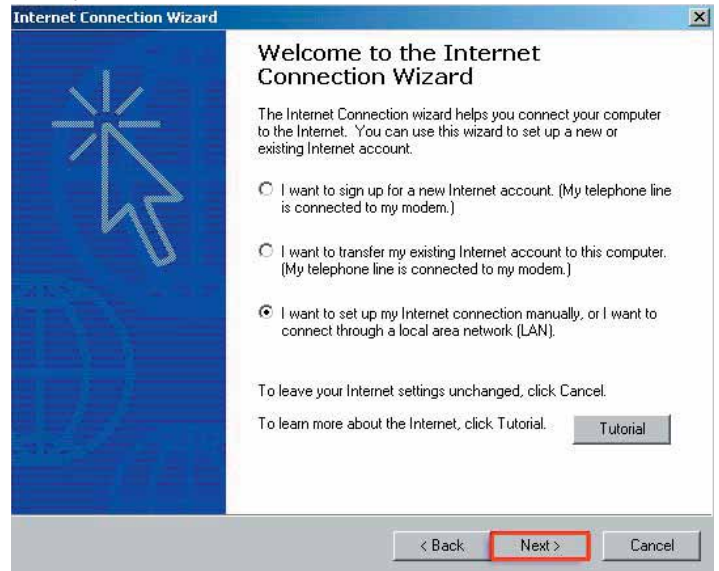 Internet Connection Wizard
Welcome to the Internet
Connection Wizard
The Internet Connection wizard helps you connect your computer
to the Internet. You can use this wizard to set up a new or
existing Internet account.
I want to sign up for a new Internet account. (My telephone line
is connected to my modem.)
I want to transfer my existing Internet account to this computer.
(My telephone line is connected to my modem.)
I want to set up my Internet connection manually, or I want to
connect through a local area network (LAN).
To leave your Internet settings unchanged, click Cancel.
To learn more about the Internet, click Tutorial.
Tutorial
< Back
Next >
Cancel